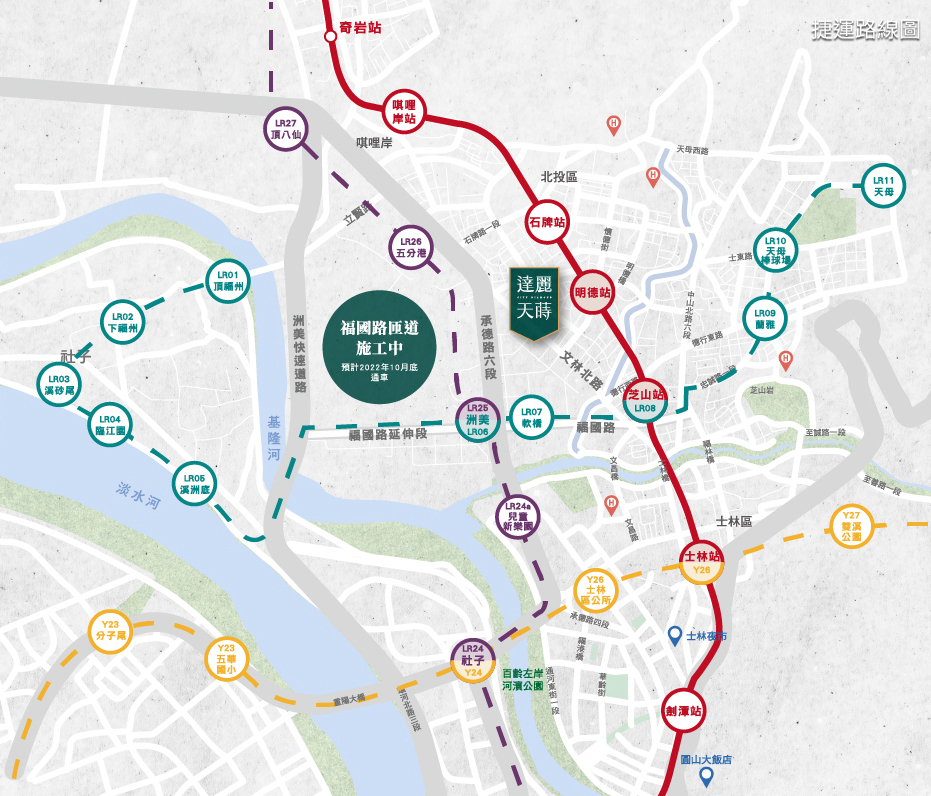 捷運路線圖
奇岩站
唭哩
岸站
LR27
頂八仙
唭哩岸
天母西路
北投區
LR11
天母
立賢路
石牌路一段
石牌站
LR26
五分港
懷德街
LR10
天母
棒球場
士東路
明德路
LR01
頂福州
達麗
天蒔
明德站
中山北路六段
LR09
蘭雅
LR02
下福州
福國路匝道
施工中
預計2022年10月底
通車
洲美快速道路
承德路六段
德行東路
社子
文林北路
忠誠路一段
LR03
溪砂尾
德行西路
芝山站
LR08
芝山岩
LR25
洲美
LR06
LR07
軟橋
LR04
臨江園
福國路延伸段
福國路
基隆河
至誠路一段
福林橋
文昌橋
士林橋
LR05
溪洲底
淡水河
至善路一段
LR24a
兒童
新樂園
文昌路
士林區
Y27
雙溪
公園
士林站
Y26
Y26
士林
區公所
承德路四段
Y23
分子尾
士林夜市
Y23
五華
國小
LR24
社子
Y24
百齡左岸
河濱公園
通河東街一段
華齡街
重陽大橋
劍潭站
圓山大飯店